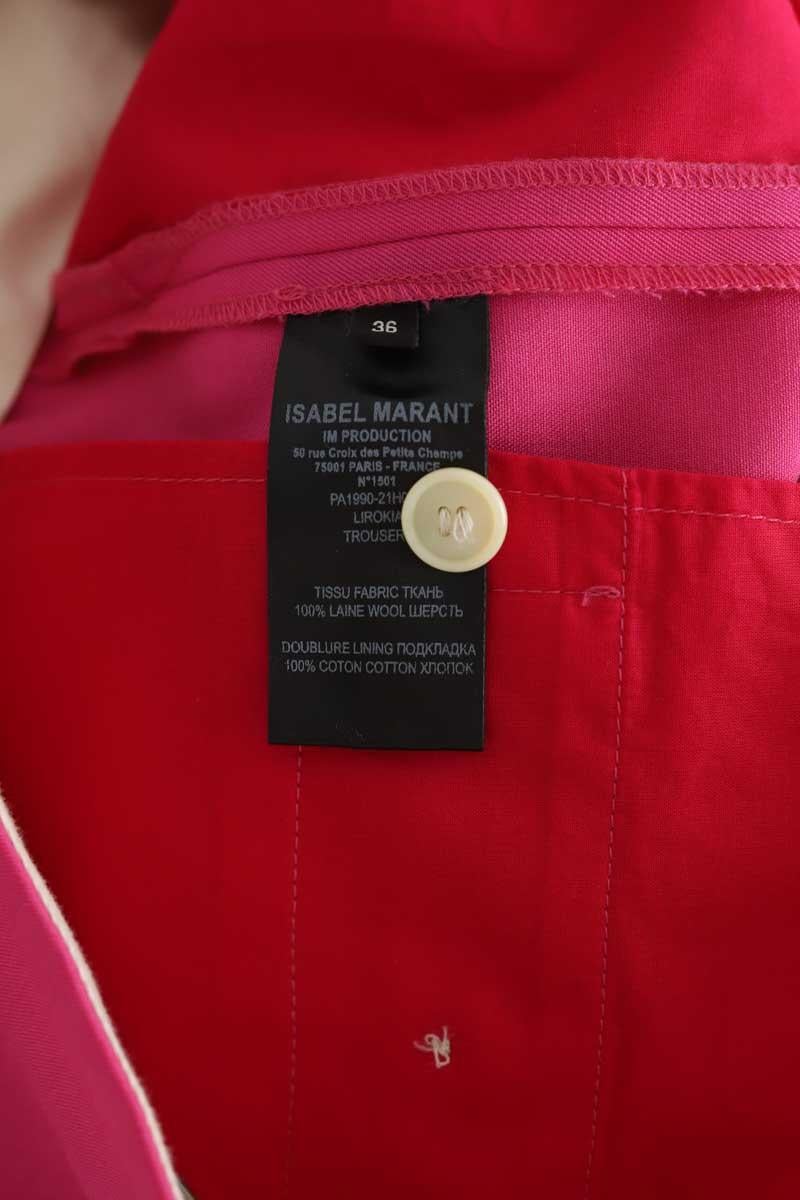 36
ISABEL MARANT
IM PRODUCTION
50 rue Croix des Petits Champs
75001 PARIS - FRANCE
N°1501
LIROKIA
TROUSER
TISSU FABRIC ТКАНЬ
100% LAINE WOOL ШЕРСТЬ
DOUBLURE LINING ПОДКЛАДКА
100% COTON COTTON ХЛОПОК